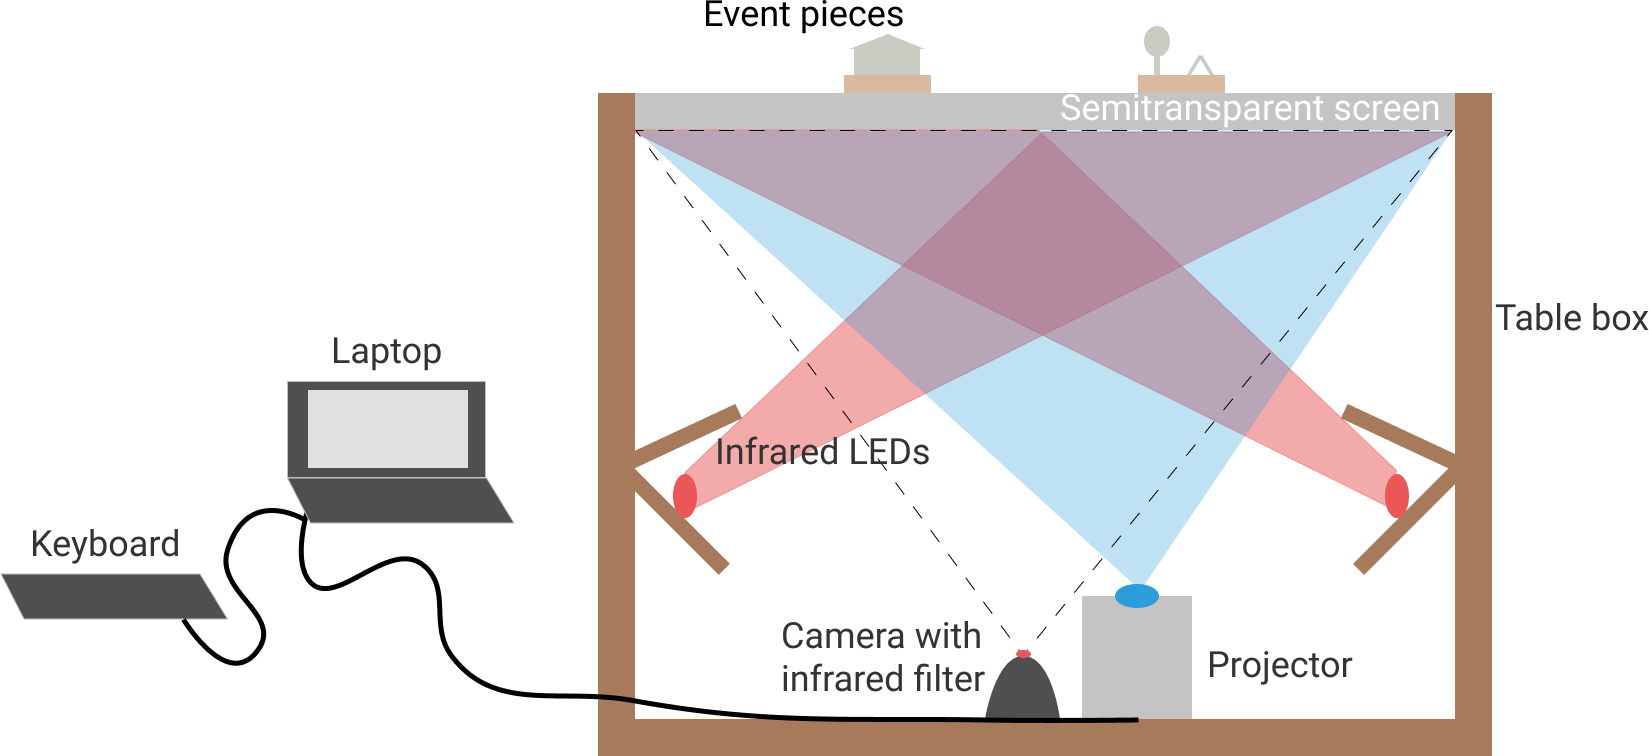 Event pieces
Semitransparent screen
Table box
Laptop
Infrared LEDs
Keyboard
Camera with
infrared filter
Projector